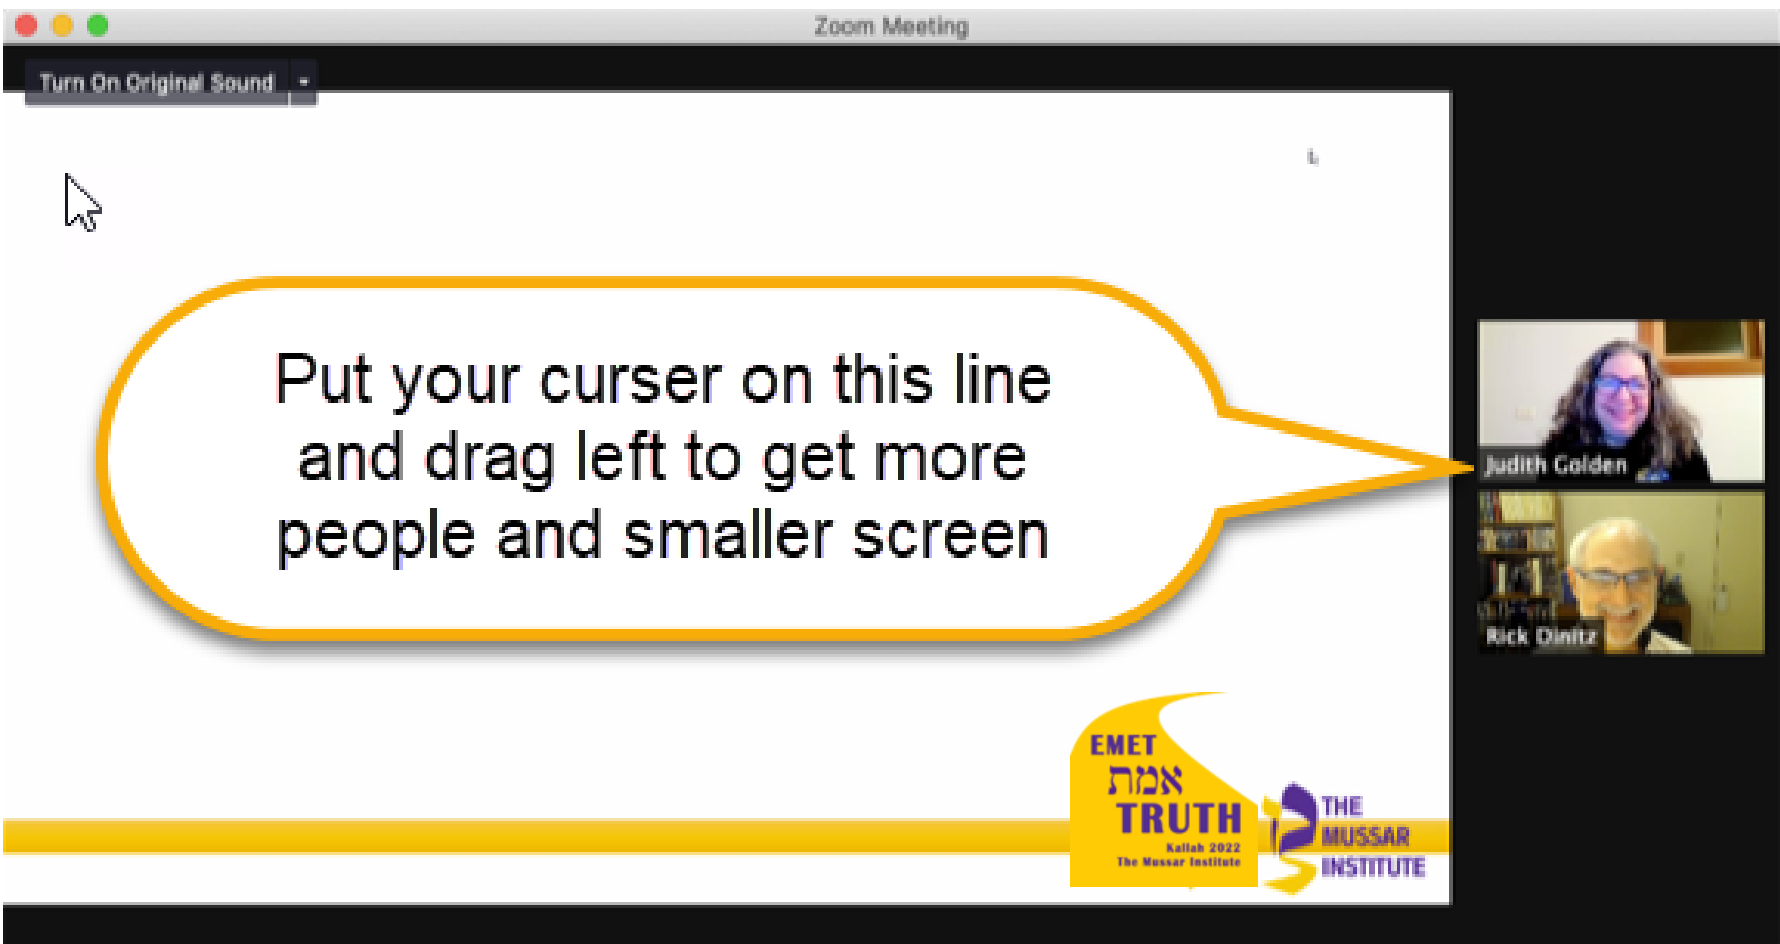 Zoom Meeting
Turn On Original Sound
Put your curser on this line
and drag left to get more
people and smaller screen
Judith Golden
Rick Dinitz
EMET
אמת
TRUTH
Kallah 2022
The Mussar Institute
THE
MUSSAR
INSTITUTE